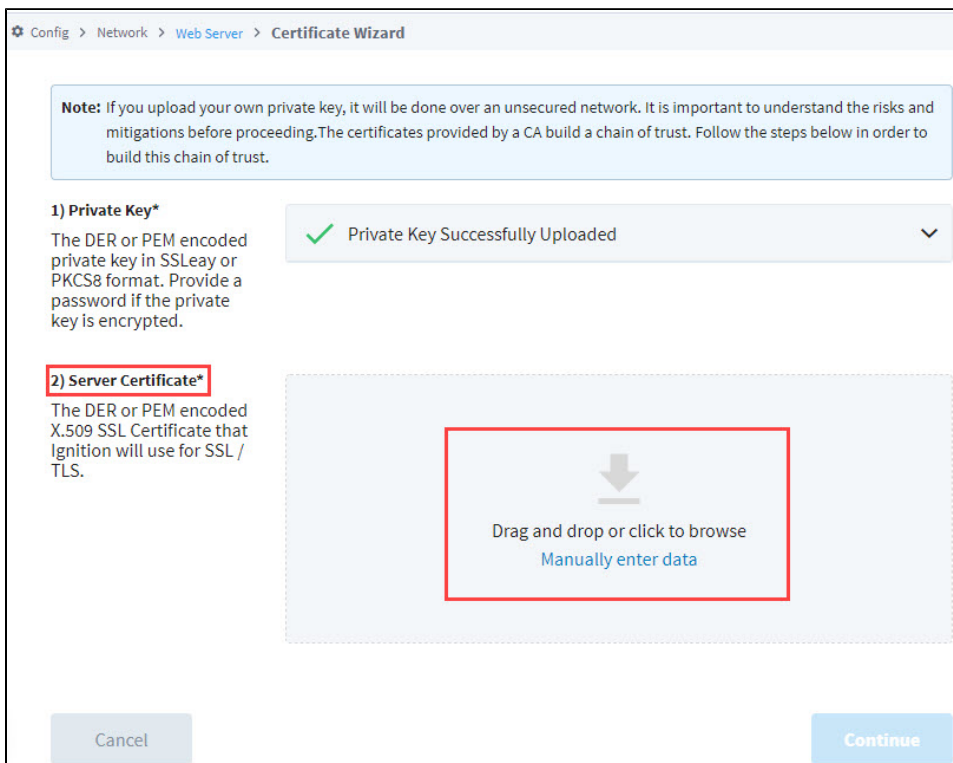 Config > Network > Web Server > Certificate Wizard
Note: If you upload your own private key, it will be done over an unsecured network. It is important to understand the risks and
mitigations before proceeding.The certificates provided by a CA build a chain of trust. Follow the steps below in order to
build this chain of trust.
1) Private Key*
The DER or PEM encoded
private key in SSLeay or
PKCS8 format. Provide a
password if the private
key is encrypted.
Private Key Successfully Uploaded
2) Server Certificate*
The DER or PEM encoded
X.509 SSL Certificate that
Ignition will use for SSL /
TLS.
Drag and drop or click to browse
Manually enter data
Cancel
Continue